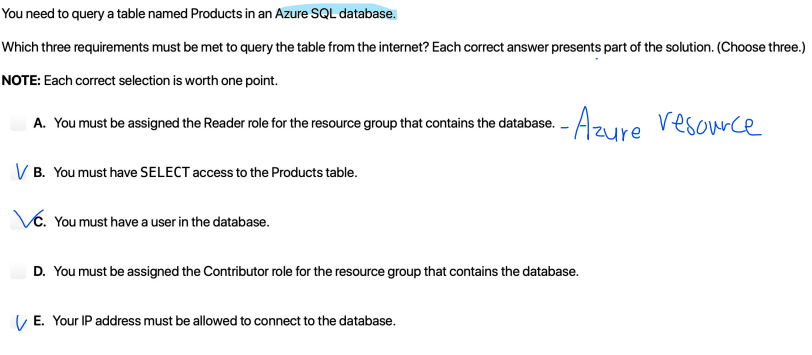 You need to query a table named Products in an Azure SQL database.
Which three requirements must be met to query the table from the internet? Each correct answer presents part of the solution. (Choose three.)
NOTE: Each correct selection is worth one point.
A. You must be assigned the Reader role for the resource group that contains the database. - Azure resource
V B. You must have SELECT access to the Products table.
V C. You must have a user in the database.
D. You must be assigned the Contributor role for the resource group that contains the database.
V E. Your IP address must be allowed to connect to the database.